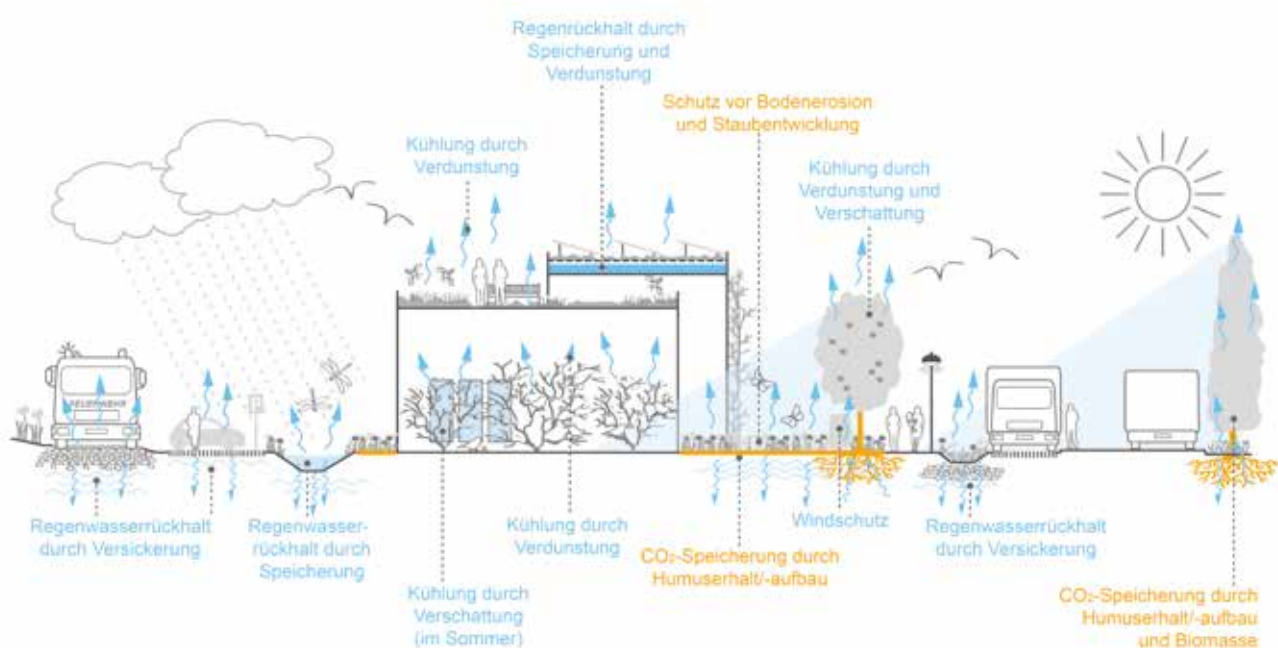 Regenrückhalt durch
Speicherung und
Verdunstung
Schutz vor Bodenerosion
und Staubentwicklung
Kühlung durch
Verdunstung
Kühlung durch
Verdunstung und
Verschattung
FEUERWEHR
Regenwasserrückhalt
durch Versickerung
Regenwasser-
rückhalt durch
Speicherung
Kühlung durch
Verschattung
(im Sommer)
Kühlung durch
Verdunstung
CO₂-Speicherung durch
Humuserhalt/-aufbau
Windschutz
Regenwasserrückhalt
durch Versickerung
CO₂-Speicherung durch
Humuserhalt/-aufbau
und Biomasse